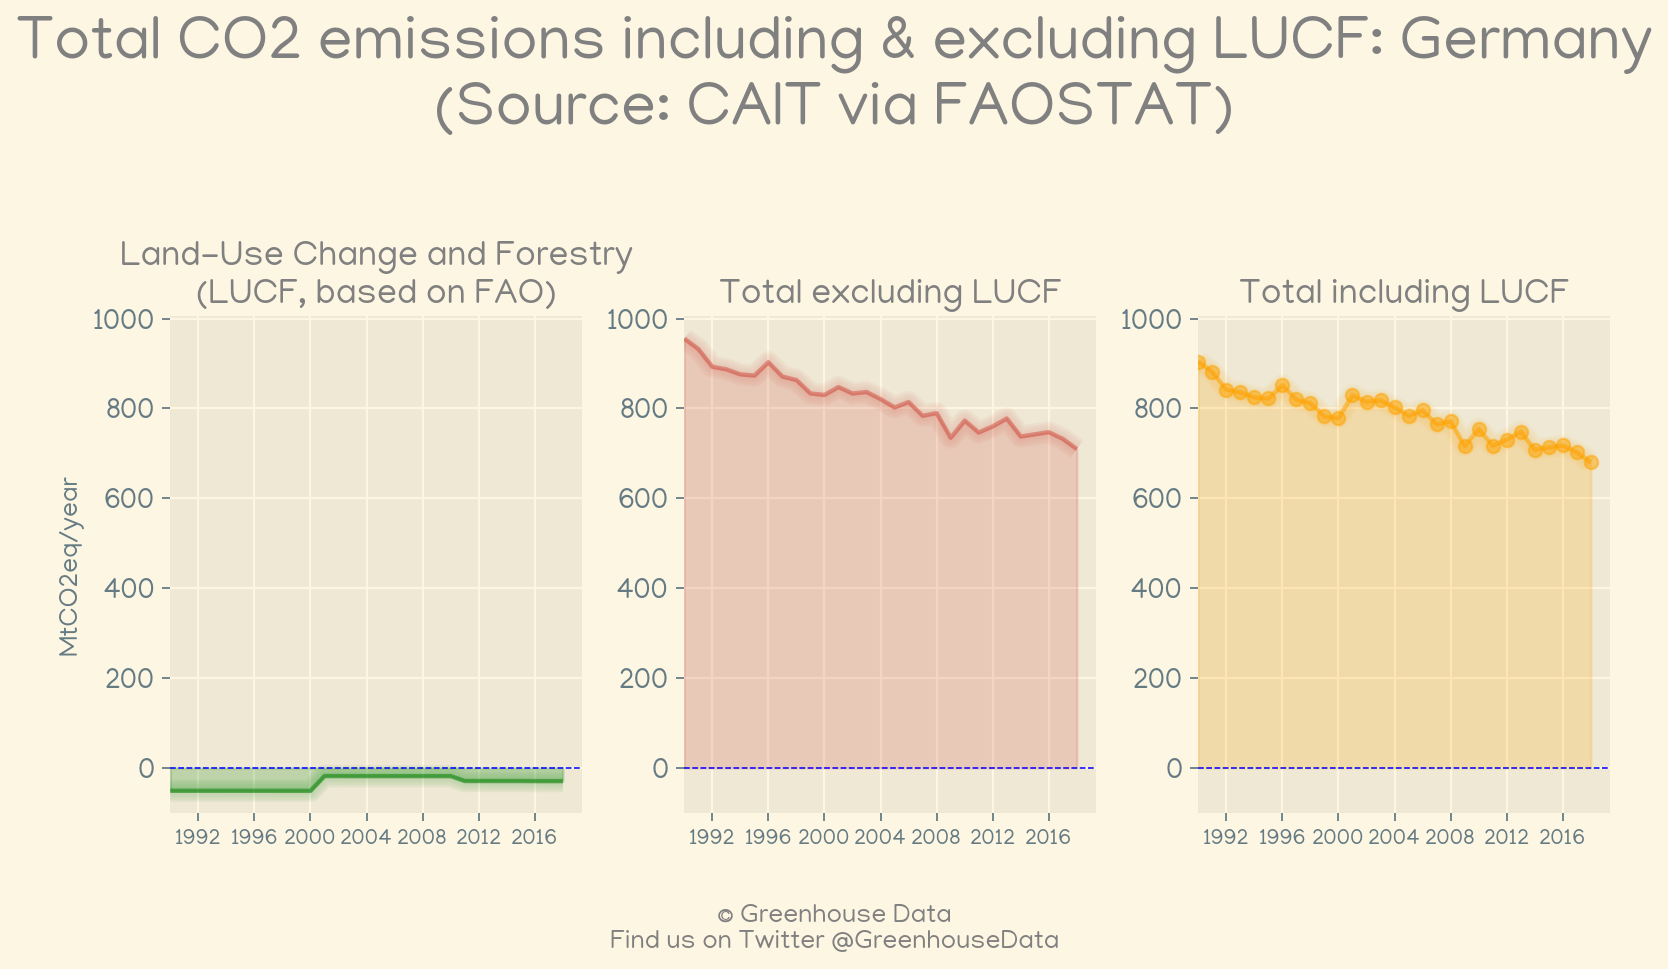 Total CO2 emissions including & excluding LUCF: Germany
(Source: CAIT via FAOSTAT)
Land-Use Change and Forestry
(LUCF, based on FAO)
Total excluding LUCF
Total including LUCF
MtCO2eq/year
1000
800
600
400
200
0
1992 1996 2000 2004 2008 2012 2016
1000
800
600
400
200
0
1992 1996 2000 2004 2008 2012 2016
1000
800
600
400
200
0
1992 1996 2000 2004 2008 2012 2016
© Greenhouse Data
Find us on Twitter @GreenhouseData